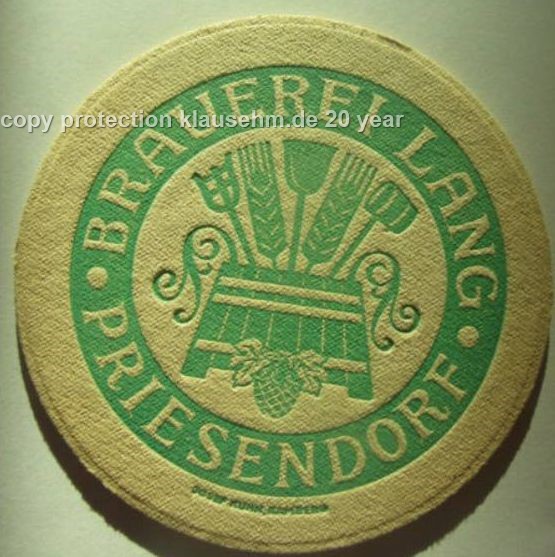 copy protection klausehm.de 20 year
• BRAUEREI LANG •
PRIESENDORF